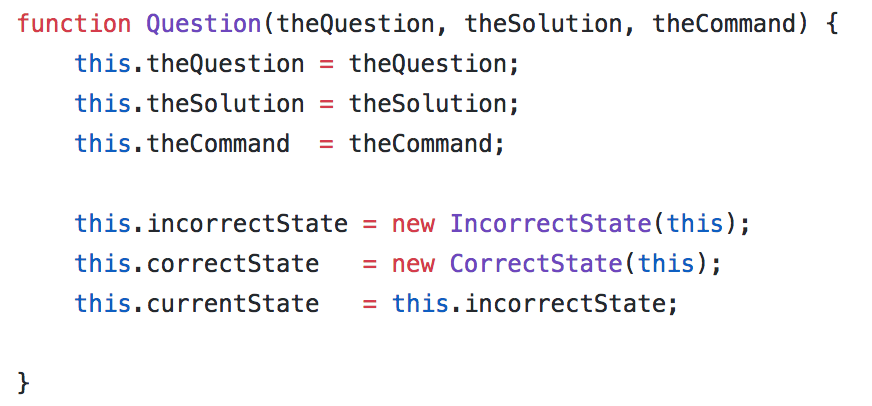 function Question(theQuestion, theSolution, theCommand) {
    this.theQuestion = theQuestion;
    this.theSolution = theSolution;
    this.theCommand  = theCommand;

    this.incorrectState = new IncorrectState(this);
    this.correctState   = new CorrectState(this);
    this.currentState   = this.incorrectState;

}